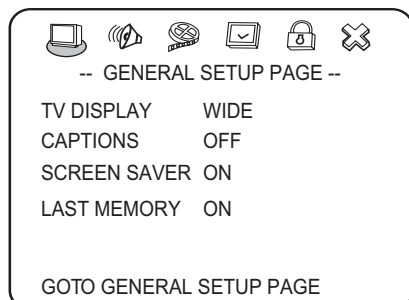 -- GENERAL SETUP PAGE --
TV DISPLAY WIDE
CAPTIONS OFF
SCREEN SAVER ON
LAST MEMORY ON
GOTO GENERAL SETUP PAGE